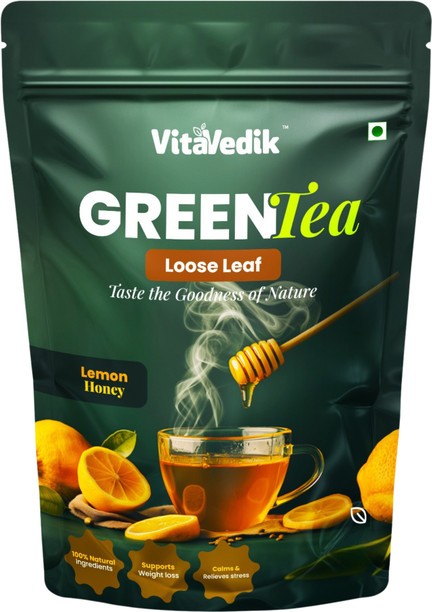 VitaVedik™
GREEN Tea
Loose Leaf
Taste the Goodness of Nature
Lemon
Honey
100% Natural
Ingredients
Supports
Weight loss
Calms &
Relieves stress